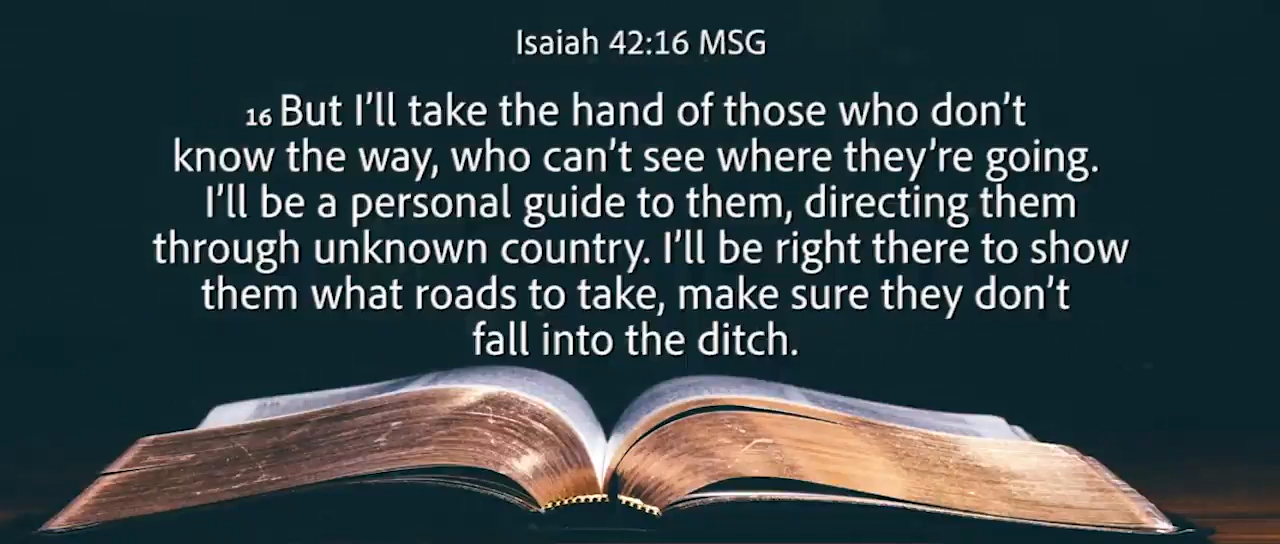 Isaiah 42:16 MSG
16 But I’ll take the hand of those who don’t
know the way, who can’t see where they’re going.
I’ll be a personal guide to them, directing them
through unknown country. I’ll be right there to show
them what roads to take, make sure they don’t
fall into the ditch.